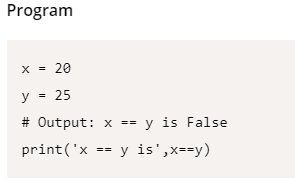 Program
x = 20
y = 25
# Output: x == y is False
print('x == y is',x==y)